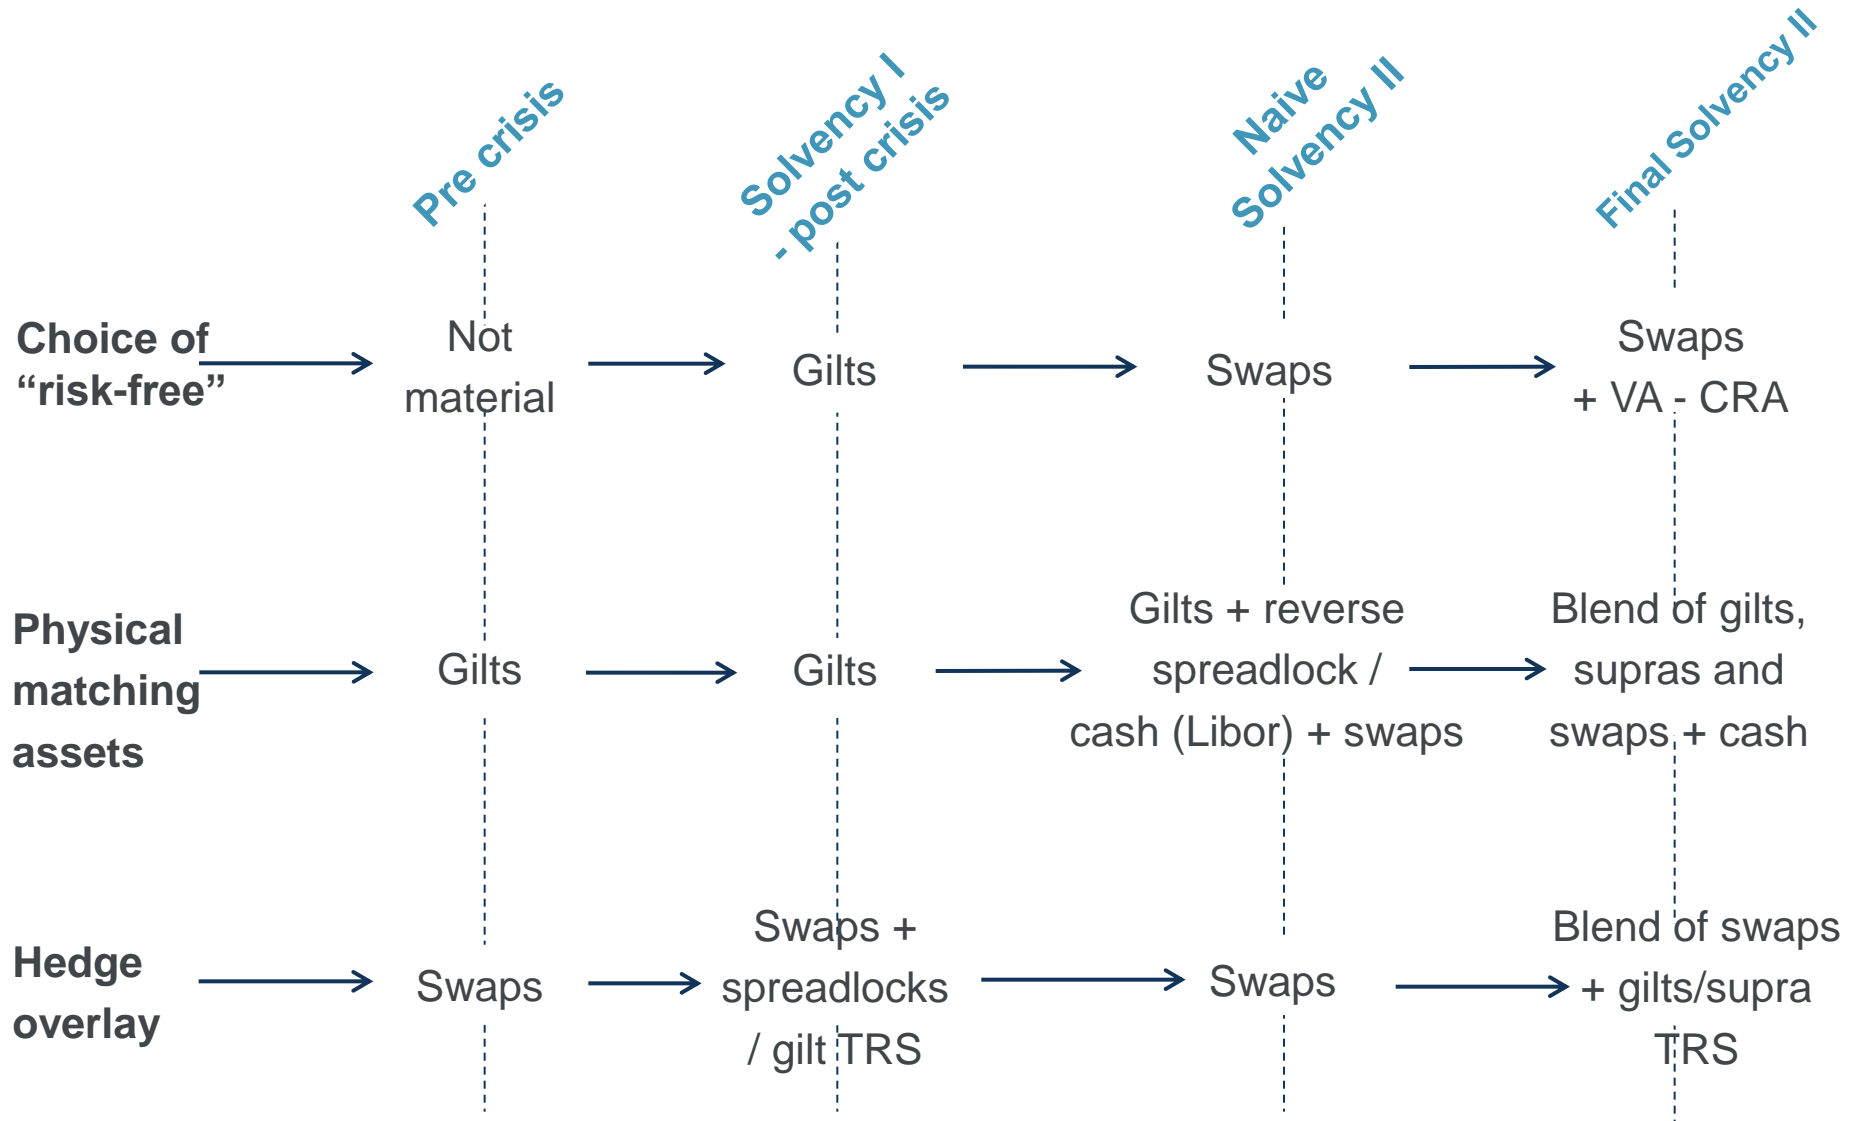 Pre crisis
Solvency I
- post crisis
Naive
Solvency II
Final Solvency II
Choice of
“risk-free”
Not
material
Gilts
Swaps
Swaps
+ VA - CRA
Physical
matching
assets
Gilts
Gilts
Gilts + reverse
spreadlock /
cash (Libor) + swaps
Blend of gilts,
supras and
swaps + cash
Hedge
overlay
Swaps
Swaps +
spreadlocks
/ gilt TRS
Swaps
Blend of swaps
+ gilts/supra
TRS